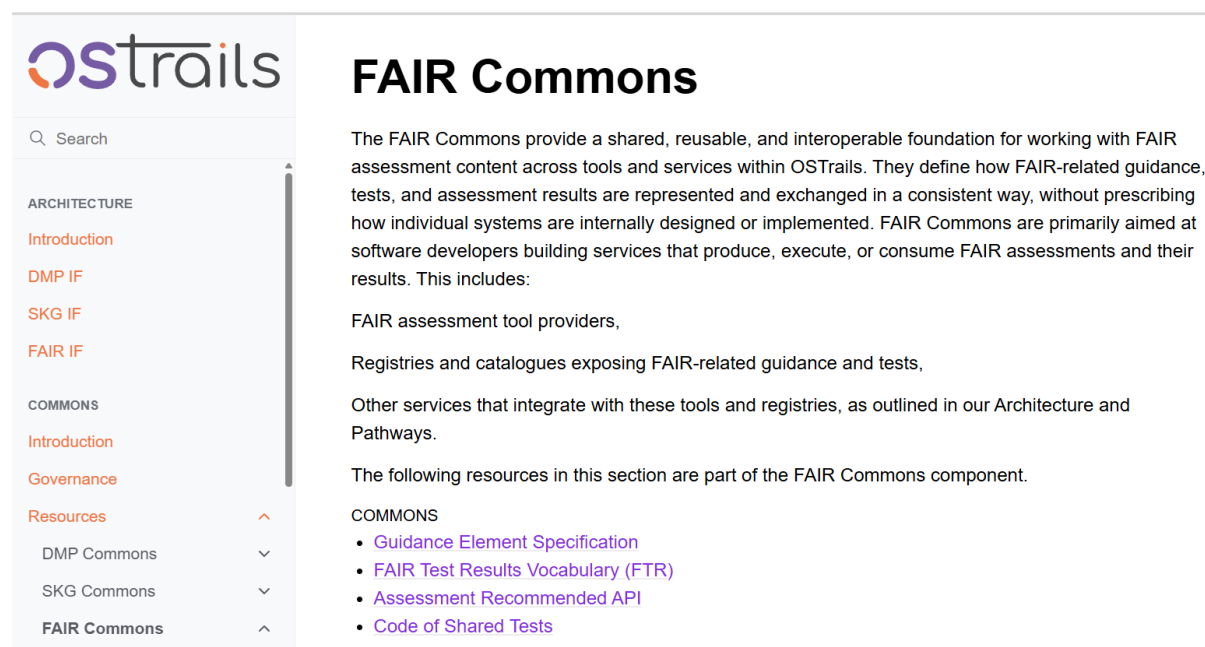 OStrails
Search
ARCHITECTURE
Introduction
DMP IF
SKG IF
FAIR IF
COMMONS
Introduction
Governance
Resources
DMP Commons
SKG Commons
FAIR Commons
FAIR Commons
The FAIR Commons provide a shared, reusable, and interoperable foundation for working with FAIR
assessment content across tools and services within OSTrails. They define how FAIR-related guidance,
tests, and assessment results are represented and exchanged in a consistent way, without prescribing
how individual systems are internally designed or implemented. FAIR Commons are primarily aimed at
software developers building services that produce, execute, or consume FAIR assessments and their
results. This includes:
FAIR assessment tool providers,
Registries and catalogues exposing FAIR-related guidance and tests,
Other services that integrate with these tools and registries, as outlined in our Architecture and
Pathways.
The following resources in this section are part of the FAIR Commons component.
COMMONS
• Guidance Element Specification
• FAIR Test Results Vocabulary (FTR)
• Assessment Recommended API
• Code of Shared Tests